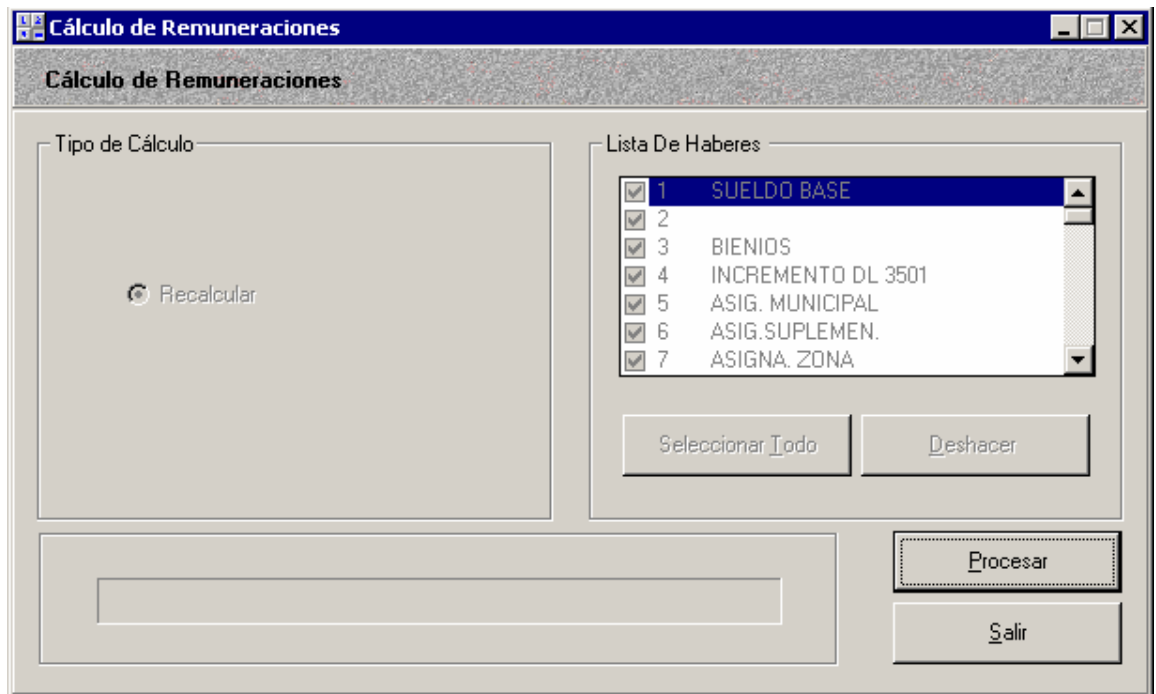 Cálculo de Remuneraciones
Cálculo de Remuneraciones
Tipo de Cálculo
Recalcular
Lista De Haberes
1 SUELDO BASE
2
3 BIENIOS
4 INCREMENTO DL 3501
5 ASIG. MUNICIPAL
6 ASIG.SUPLEMEN.
7 ASIGNA. ZONA
Seleccionar Todo
Deshacer
Procesar
Salir